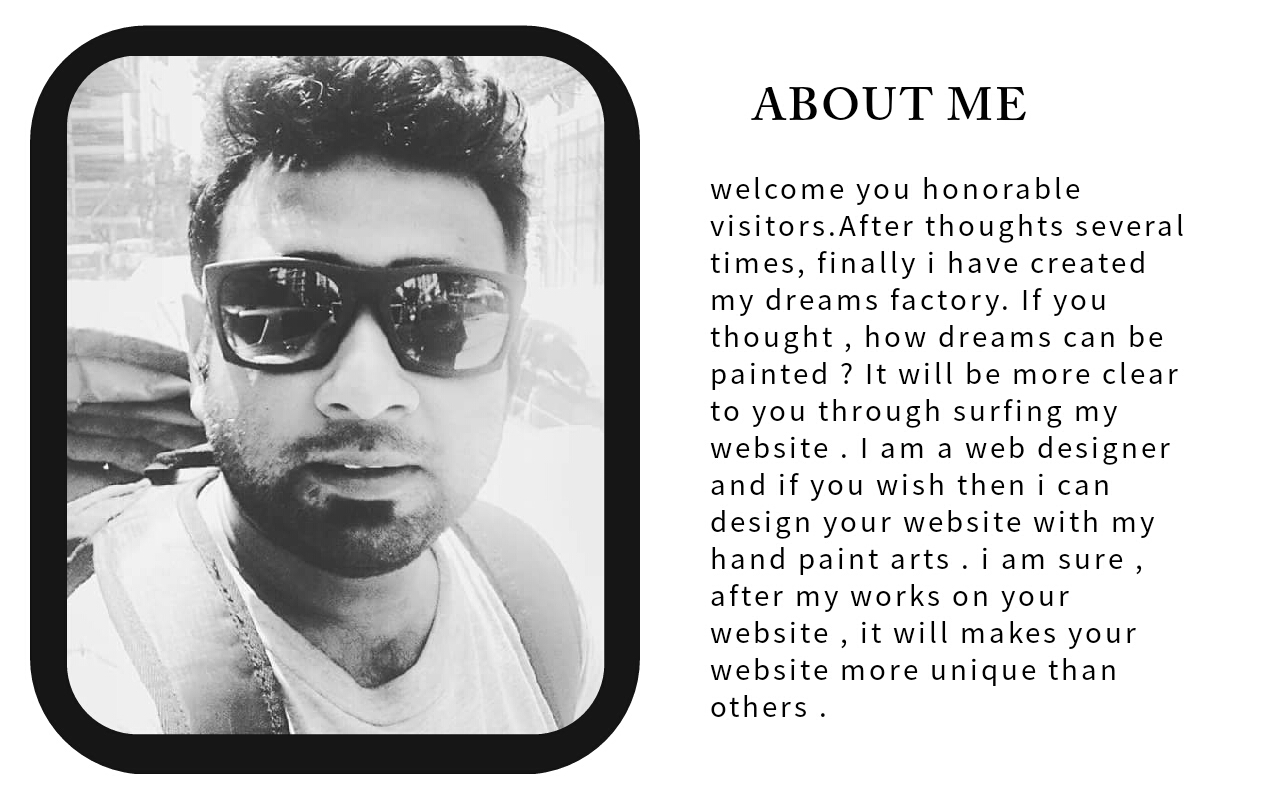 ABOUT ME
welcome you honorable
visitors.After thoughts several
times, finally i have created
my dreams factory. If you
thought , how dreams can be
painted ? It will be more clear
to you through surfing my
website . I am a web designer
and if you wish then i can
design your website with my
hand paint arts . i am sure ,
after my works on your
website , it will makes your
website more unique than
others .